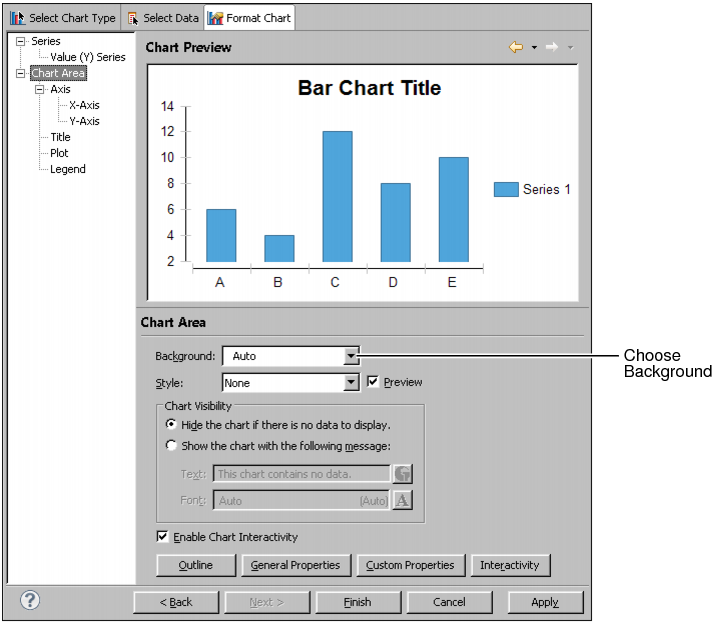 Select Chart Type
Select Data
Format Chart
Series
Value (Y) Series
Chart Area
Axis
X-Axis
Y-Axis
Title
Plot
Legend
Chart Preview
Bar Chart Title
14
12
10
8
6
4
2
A B C D E
Series 1
Chart Area
Background: Auto
Choose
Background
Style: None
Preview
Chart Visibility
Hide the chart if there is no data to display.
Show the chart with the following message:
Text: This chart contains no data.
Font: Auto (Auto) A
Enable Chart Interactivity
Outline
General Properties
Custom Properties
Interactivity
?
< Back
Next >
Finish
Cancel
Apply